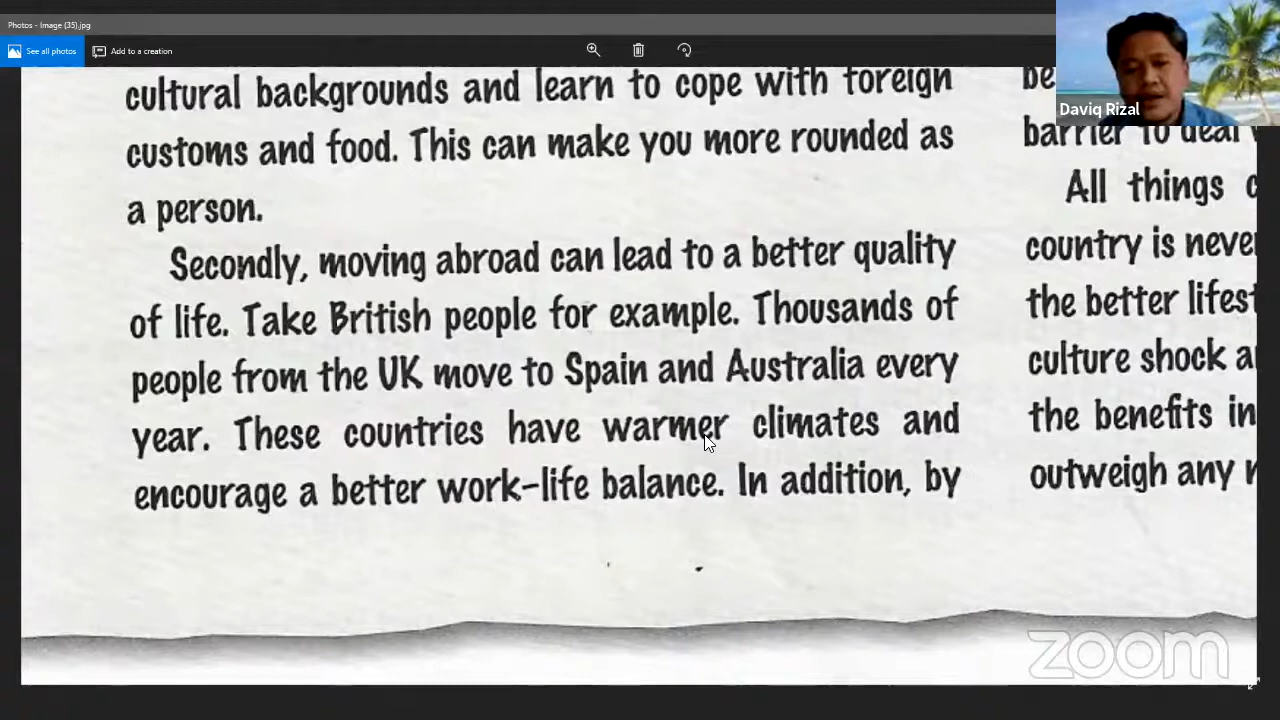 Photos - Image (35).jpg
See all photos
Add to a creation
Daviq Rizal
cultural backgrounds and learn to cope with foreign
customs and food. This can make you more rounded as
a person.
Secondly, moving abroad can lead to a better quality
of life. Take British people for example. Thousands of
people from the UK move to Spain and Australia every
year. These countries have warmer climates and
encourage a better work-life balance. In addition, by
barrier to deal
All things
country is never
the better
culture shock
the benefits in
outweigh any
zoom